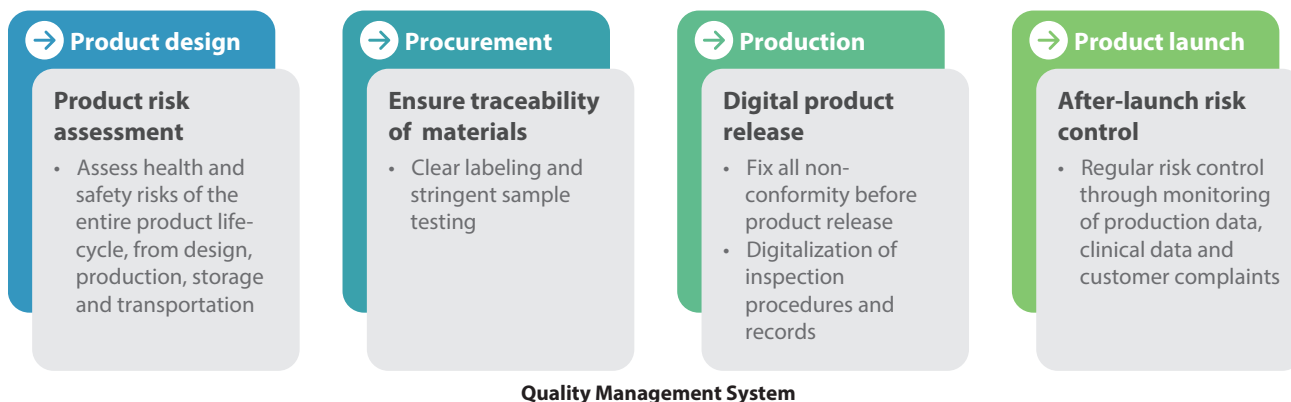 Product design
Product risk
assessment
• Assess health and
safety risks of the
entire product life-
cycle, from design,
production, storage
and transportation
Procurement
Ensure traceability
of materials
• Clear labeling and
stringent sample
testing
Production
Digital product
release
• Fix all non-
conformity before
product release
• Digitalization of
inspection
procedures and
records
Product launch
After-launch risk
control
• Regular risk control
through monitoring
of production data,
clinical data and
customer complaints
Quality Management System